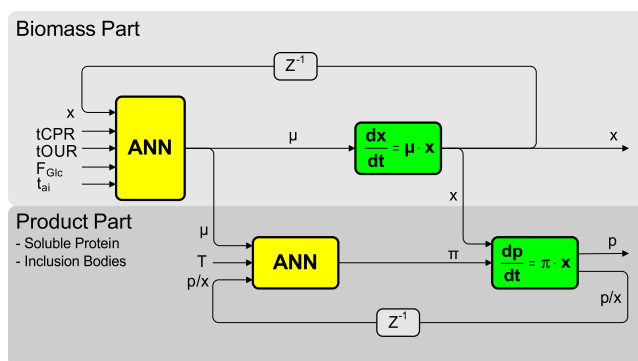 Biomass Part
Z⁻¹
x
tCPR
tOUR
F_Glc
t_ai
ANN
μ
dx/dt = μ · x
x
x
Product Part
- Soluble Protein
- Inclusion Bodies
μ
T
p/x
ANN
π
dp/dt = π · x
p
p/x
Z⁻¹